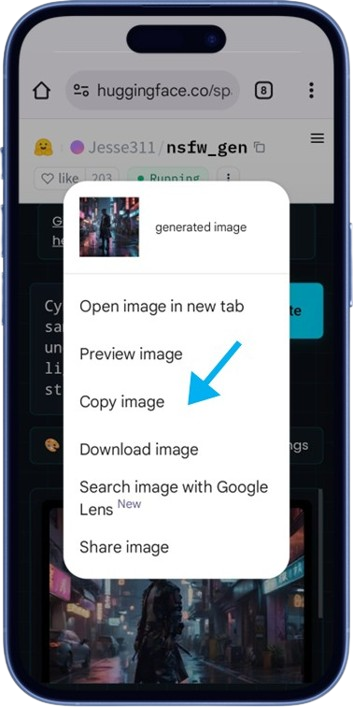 huggingface.co/sp
8
Jesse311/nsfw_gen
like 203 Running
generated image
Open image in new tab
Preview image
Copy image
Download image
Search image with Google
Lens New
Share image